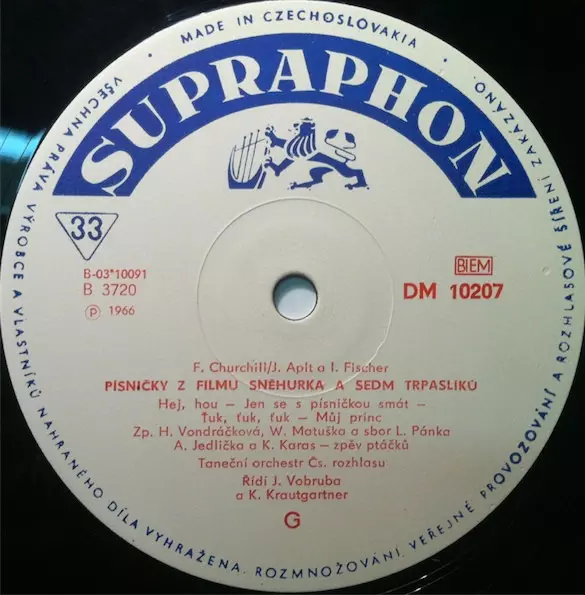 • MADE IN CZECHOSLOVAKIA •
SUPRAPHON
VŠECHNA PRÁVA VÝROBCE A VLASTNÍKŮ NAHRANÉHO DÍLA VYHRAŽENA. ROZMNOŽOVÁNÍ, VEŘEJNÉ PROVOZOVÁNÍ A ROZHLASOVÉ ŠÍŘENÍ ZAKÁZÁNO
33
B-03*10091
B 3720
Ⓟ 1966
BIEM
DM 10207
F. Churchill/J. Aplt a I. Fischer
PÍSNIČKY Z FILMU SNĚHURKA A SEDM TRPASLÍKŮ
Hej, hou – Jen se s písničkou smát –
Ťuk, ťuk, ťuk – Můj princ
Zp. H. Vondráčková, W. Matuška a sbor L. Pánka
A. Jedlička a K. Karas – zpěv ptáčků
Taneční orchestr Čs. rozhlasu
Řídí J. Vobruba
a K. Krautgartner
G